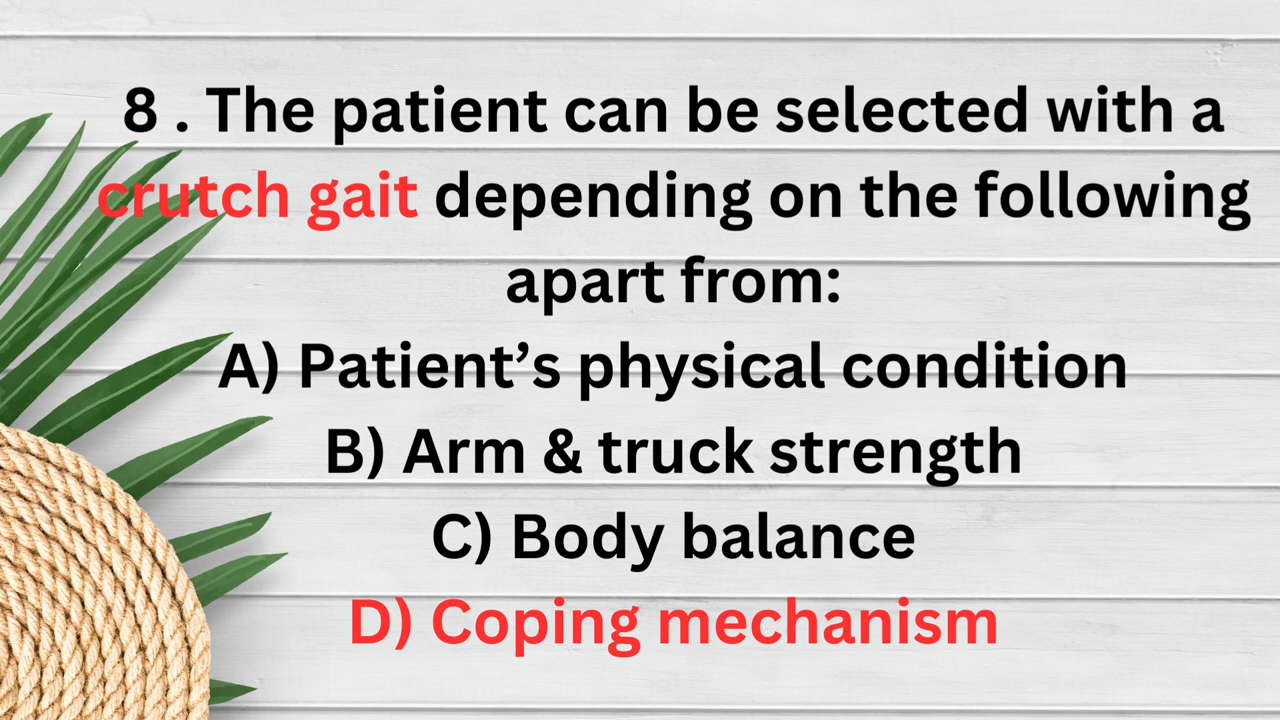 8 . The patient can be selected with a
crutch gait depending on the following
apart from:
A) Patient’s physical condition
B) Arm & truck strength
C) Body balance
D) Coping mechanism